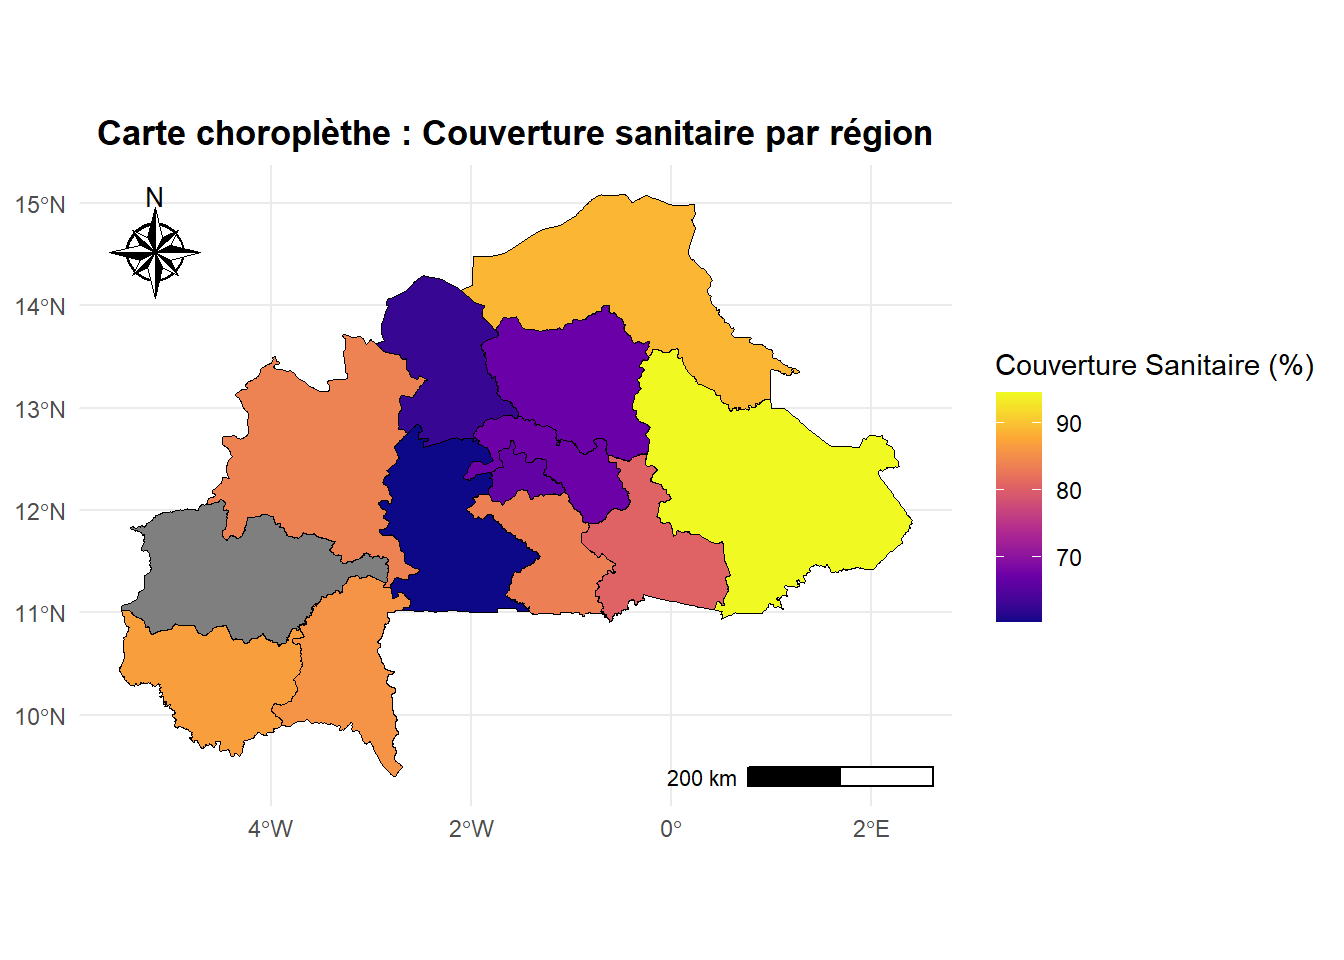 Carte choroplèthe : Couverture sanitaire par région
N
15°N
14°N
13°N
12°N
11°N
10°N
4°W
2°W
0°
2°E
200 km
Couverture Sanitaire (%)
90
80
70